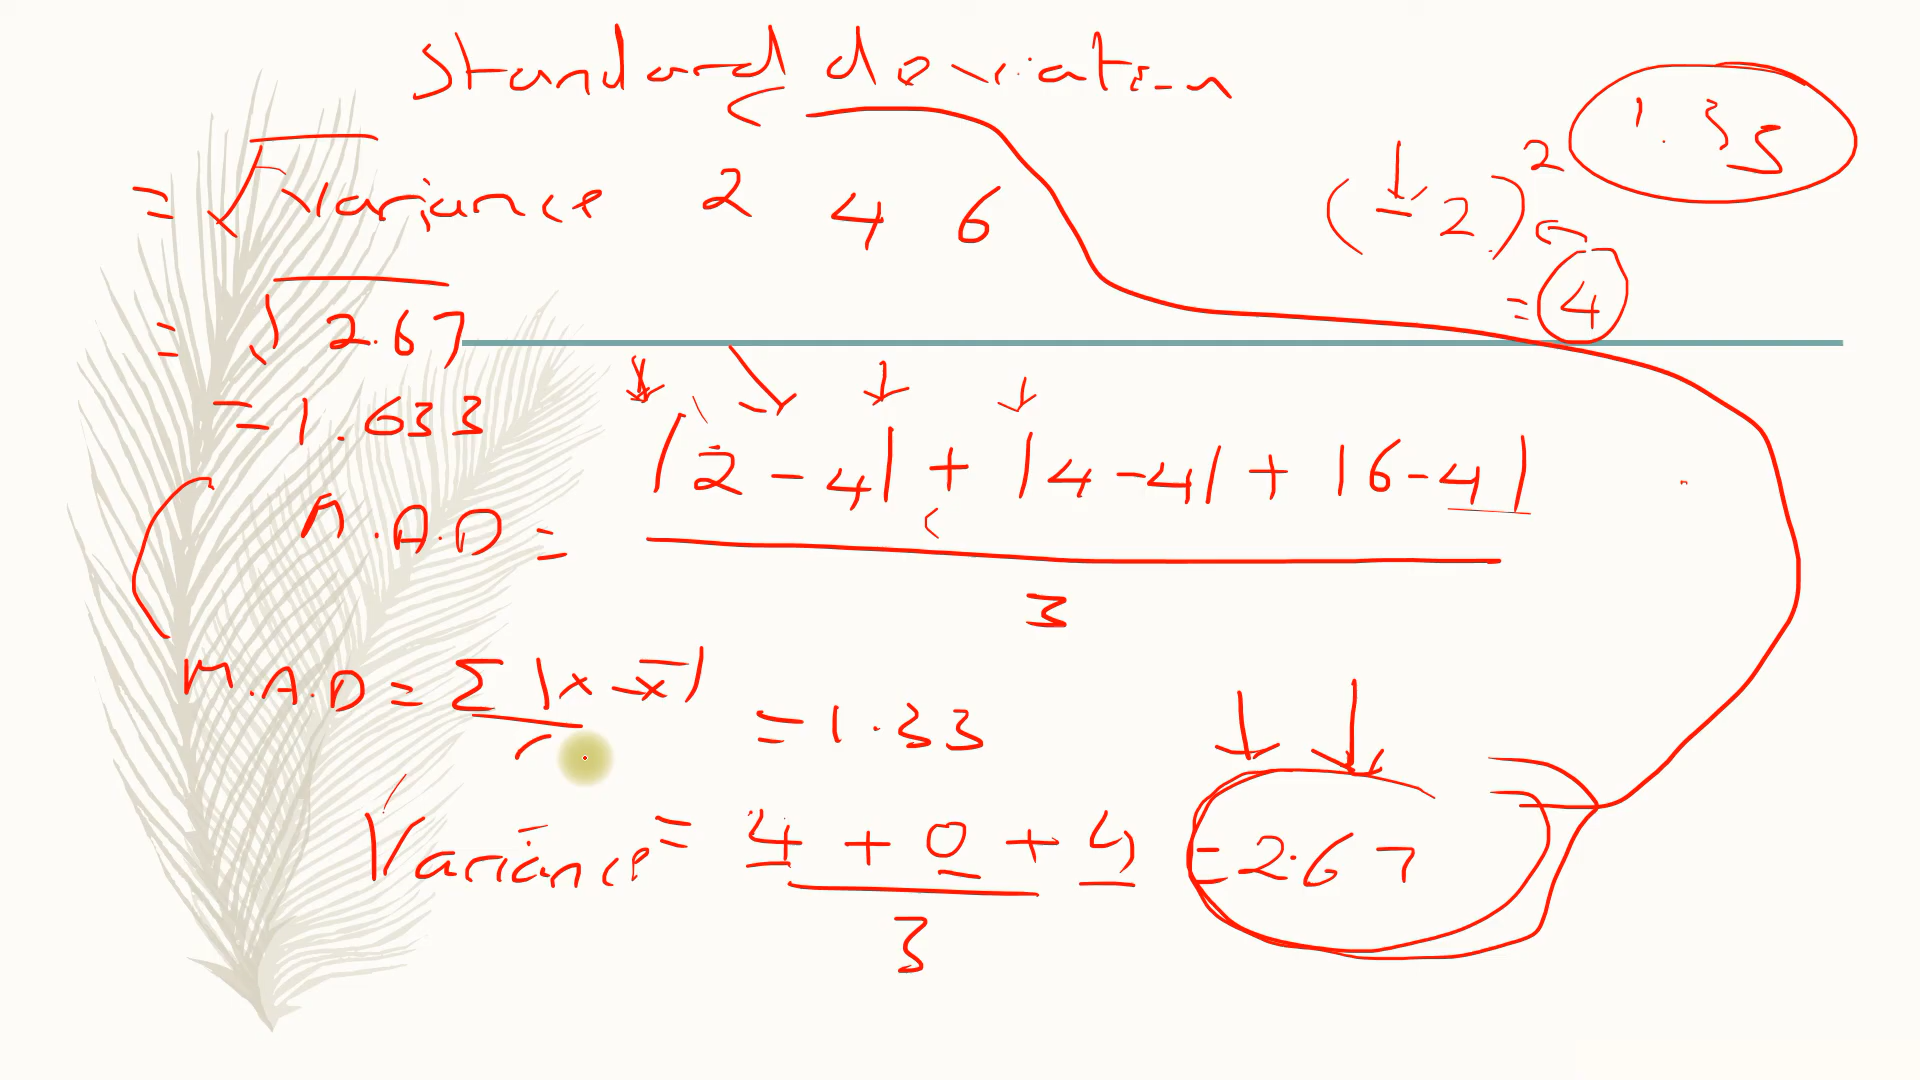 Standard deviation
1.35
= √Variance 2 4 6
(-2)²
= 4
= √2.67
= 1.633
M.A.D = |2-4| + |4-4| + |6-4|
3
M.A.D = Σ|x-x̄| = 1.33
Variance = 4 + 0 + 4 = 2.67
3